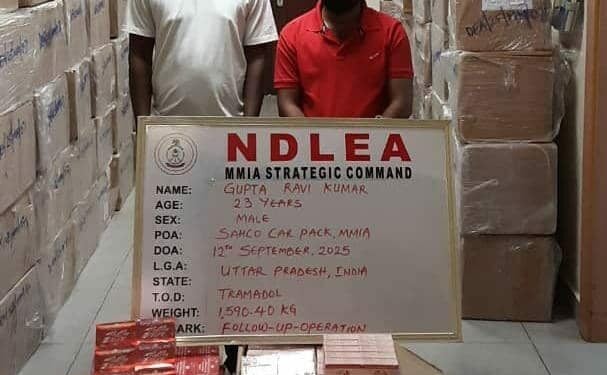 NDLEA
MMIA STRATEGIC COMMAND
NAME: GUPTA RAVI KUMAR
AGE: 23 YEARS
SEX: MALE
POA: SAHCO CAR PACK, MMIA
DOA: 12TH SEPTEMBER, 2025
L.G.A: UTTAR PRADESH, INDIA
STATE:
T.O.D: TRAMADOL
WEIGHT: 1,590.40 KG
ARK: FOLLOW-UP-OPERATION